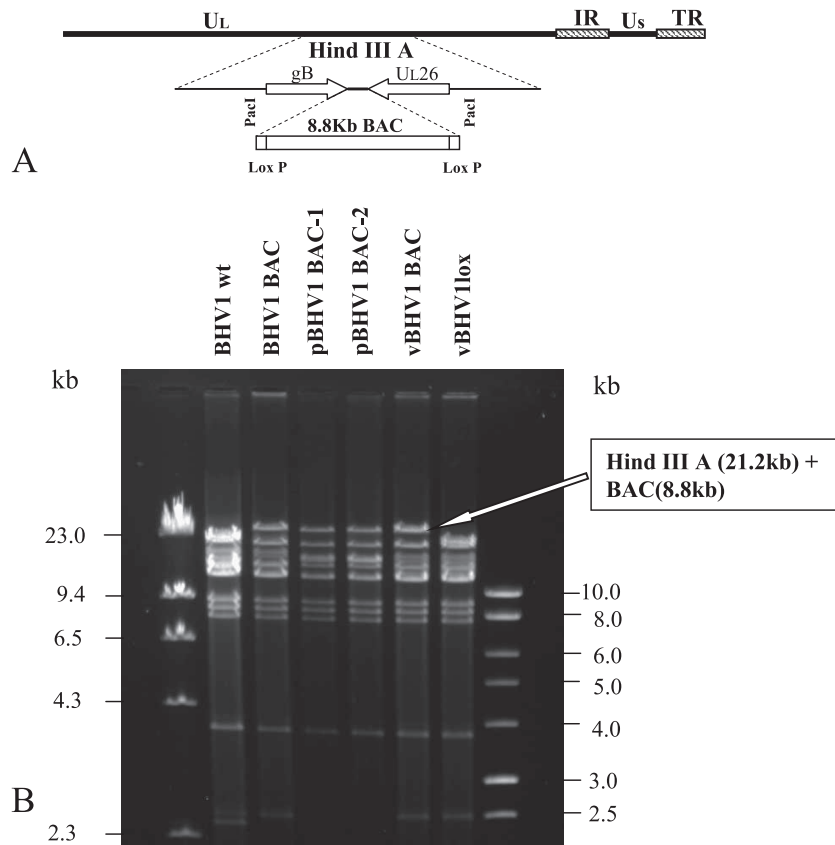 UL
IR
Us
TR
Hind III A
gB
UL26
PacI
PacI
8.8Kb BAC
Lox P
Lox P
A
BHV1 wt
BHV1 BAC
pBHV1 BAC-1
pBHV1 BAC-2
vBHV1 BAC
vBHV1lox
kb
kb
Hind III A (21.2kb) +
BAC(8.8kb)
23.0
9.4
6.5
4.3
2.3
10.0
8.0
6.0
5.0
4.0
3.0
2.5
B